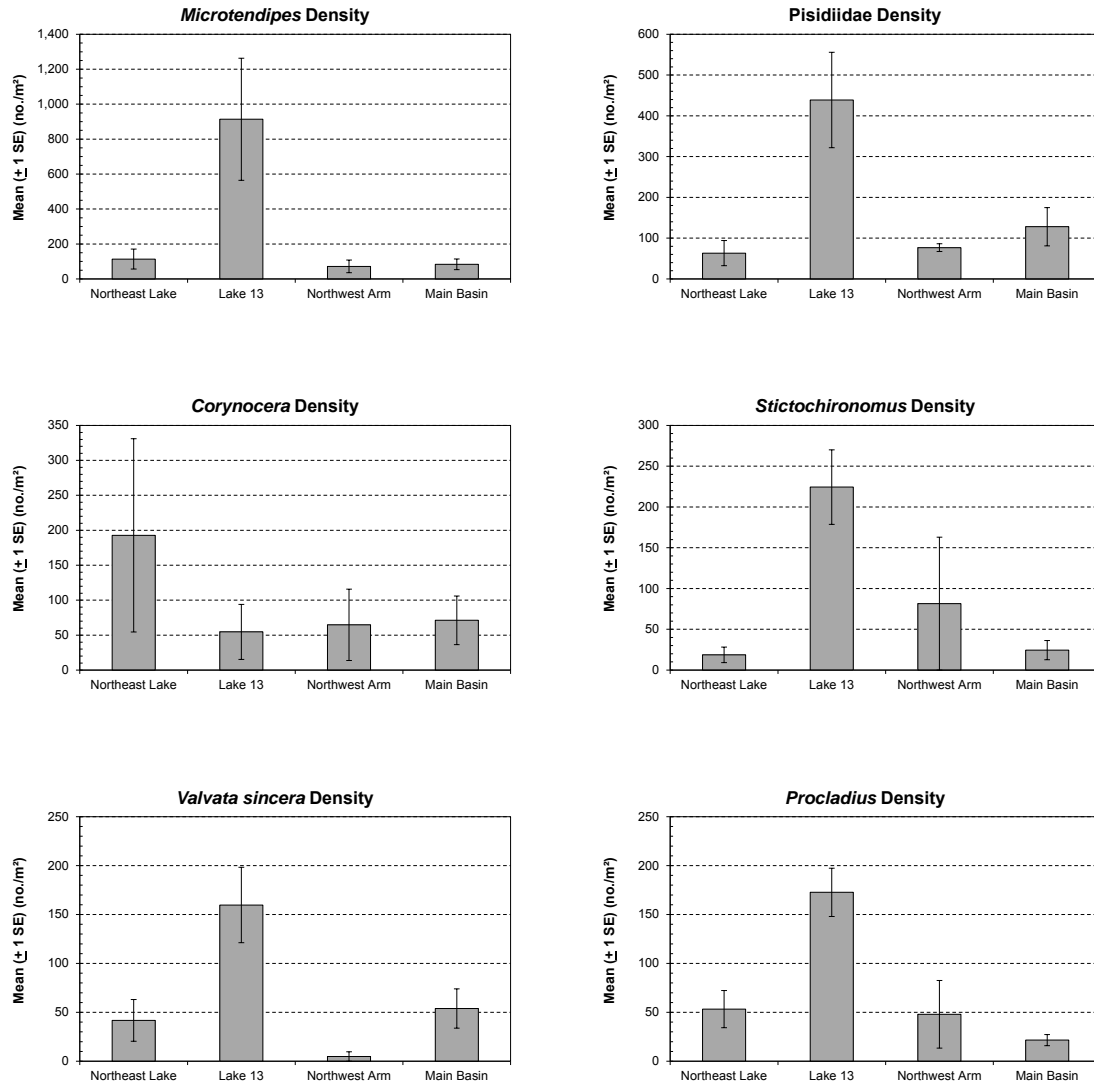 Microtendipes Density
Mean (± 1 SE) (no./m²)
1,400
1,200
1,000
800
600
400
200
0
Northeast Lake Lake 13 Northwest Arm Main Basin
Pisidiidae Density
Mean (± 1 SE) (no./m²)
600
500
400
300
200
100
0
Northeast Lake Lake 13 Northwest Arm Main Basin
Corynocera Density
Mean (± 1 SE) (no./m²)
350
300
250
200
150
100
50
0
Northeast Lake Lake 13 Northwest Arm Main Basin
Stictochironomus Density
Mean (± 1 SE) (no./m²)
300
250
200
150
100
50
0
Northeast Lake Lake 13 Northwest Arm Main Basin
Valvata sincera Density
Mean (± 1 SE) (no./m²)
250
200
150
100
50
0
Northeast Lake Lake 13 Northwest Arm Main Basin
Procladius Density
Mean (± 1 SE) (no./m²)
250
200
150
100
50
0
Northeast Lake Lake 13 Northwest Arm Main Basin